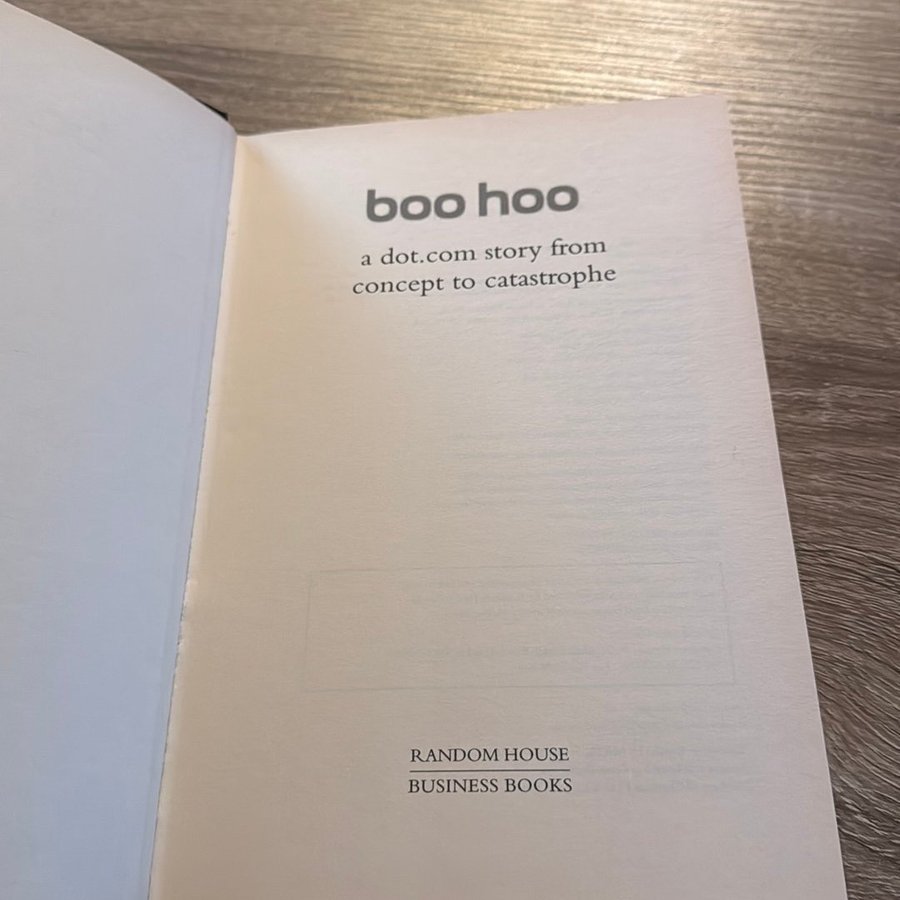 boo hoo
a dot.com story from
concept to catastrophe
RANDOM HOUSE
BUSINESS BOOKS